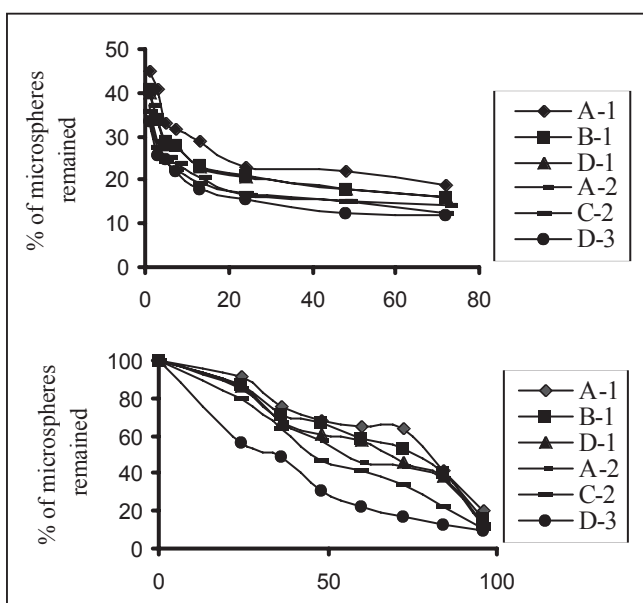 % of microspheres
remained
50
40
30
20
10
0
0 20 40 60 80
A-1
B-1
D-1
A-2
C-2
D-3
% of microspheres
remained
100
80
60
40
20
0
0 50 100
A-1
B-1
D-1
A-2
C-2
D-3